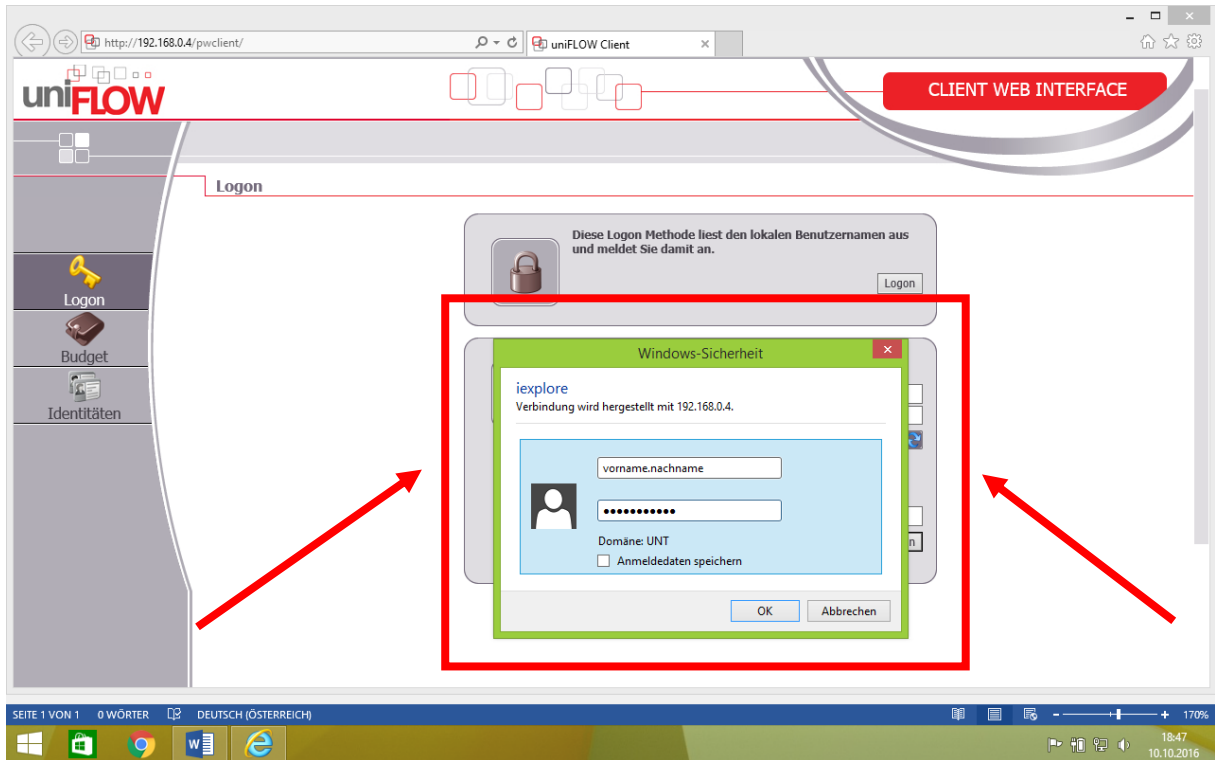 http://192.168.0.4/pwclient/
uniFLOW Client
uniFLOW
CLIENT WEB INTERFACE
Logon
Diese Logon Methode liest den lokalen Benutzernamen aus
und meldet Sie damit an.
Logon
Logon
Budget
Identitäten
Windows-Sicherheit
iexplore
Verbindung wird hergestellt mit 192.168.0.4.
vorname.nachname
•••••••••••
Domäne: UNT
Anmeldedaten speichern
n
OK
Abbrechen
SEITE 1 VON 1 0 WÖRTER DEUTSCH (ÖSTERREICH)
170%
18:47
10.10.2016